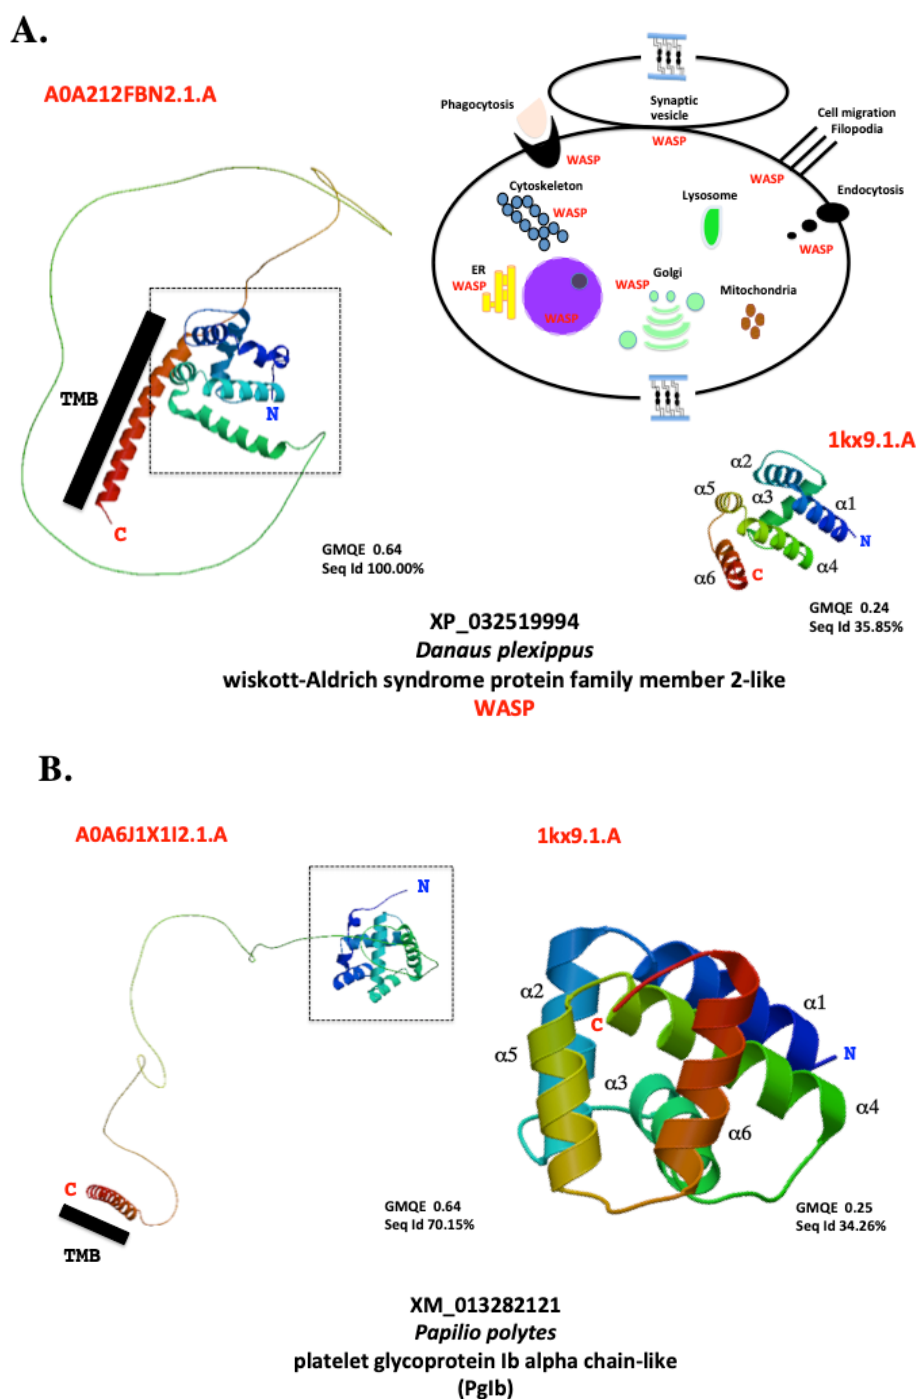 A.
A0A212FBN2.1.A
Phagocytosis
Synaptic
vesicle
WASP
Cell migration
Filopodia
WASP
WASP
Endocytosis
WASP
Cytoskeleton
WASP
Lysosome
ER
WASP
WASP
WASP
Golgi
Mitochondria
TMB
N
C
GMQE 0.64
Seq Id 100.00%
1kx9.1.A
α2
α5
α3
α1
N
α4
α6
C
GMQE 0.24
Seq Id 35.85%
XP_032519994
Danaus plexippus
wiskott-Aldrich syndrome protein family member 2-like
WASP
B.
A0A6J1X1I2.1.A
1kx9.1.A
N
C
TMB
GMQE 0.64
Seq Id 70.15%
α2
α1
C
N
α5
α3
α4
α6
GMQE 0.25
Seq Id 34.26%
XM_013282121
Papilio polytes
platelet glycoprotein Ib alpha chain-like
(PgIb)